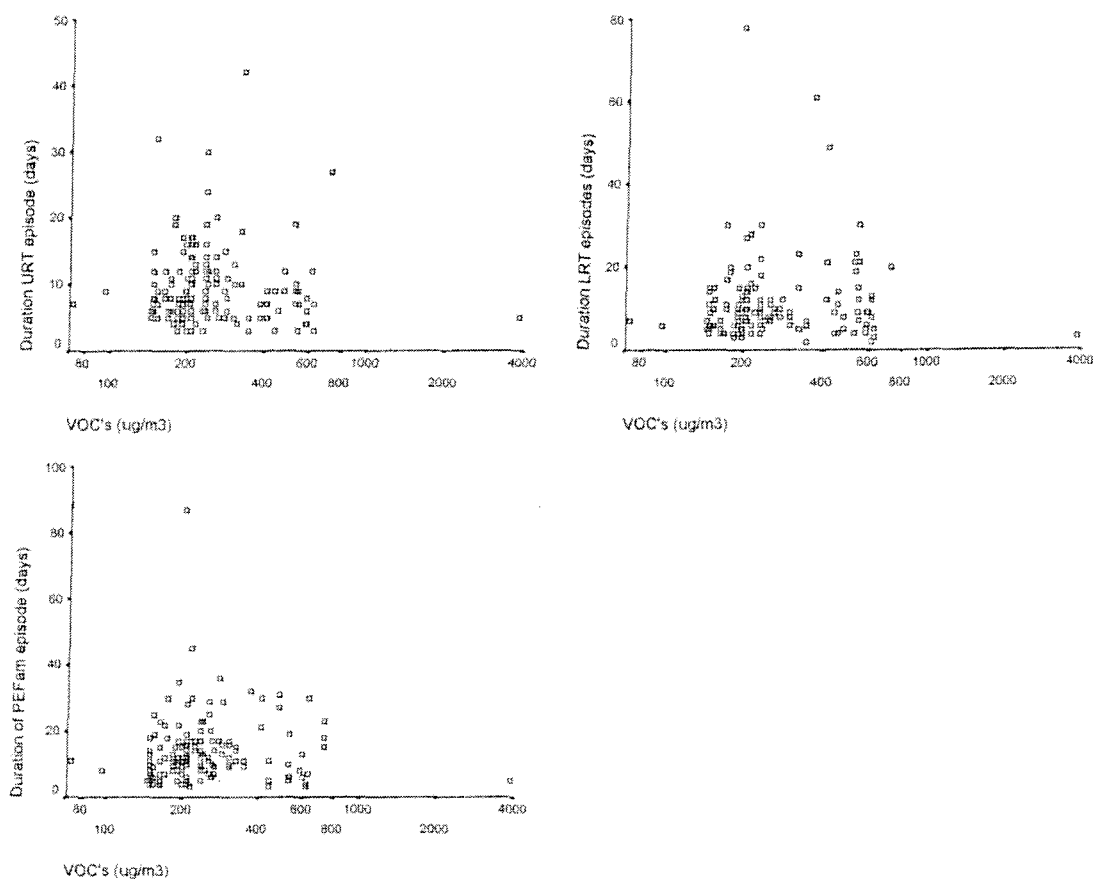 50
40
30
20
10
0
Duration URT episode (days)
80 200 600 1000 4000
100 400 800 2000
VOC's (ug/m3)
80
60
40
20
0
Duration LRT episodes (days)
80 200 600 1000 4000
100 400 800 2000
VOC's (ug/m3)
100
80
60
40
20
0
Duration of PEFam episode (days)
80 200 600 1000 4000
100 400 800 2000
VOC's (ug/m3)